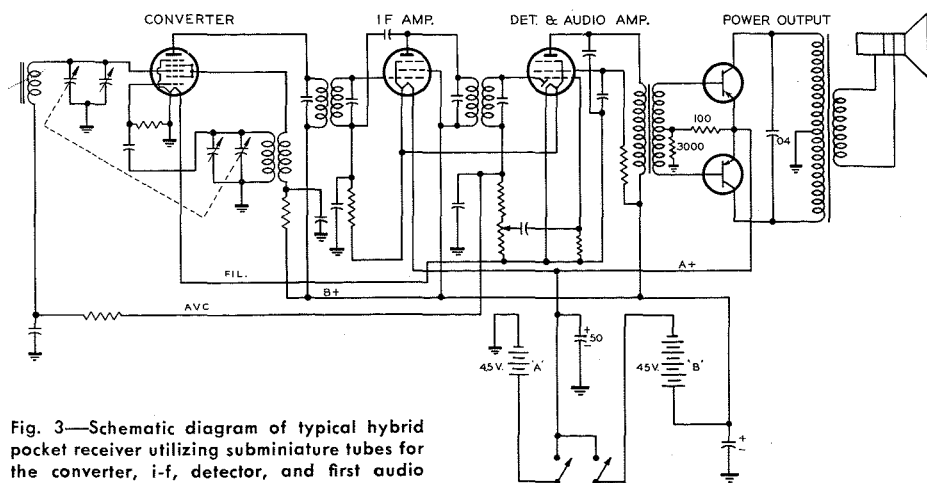 CONVERTER
IF AMP.
DET. & AUDIO AMP.
POWER OUTPUT
100
3000
.04
FIL.
B+
A+
AVC
4.5V.
'A'
+
-
50
45V.
'B'
+
-
Fig. 3—Schematic diagram of typical hybrid
pocket receiver utilizing subminiature tubes for
the converter, i-f, detector, and first audio